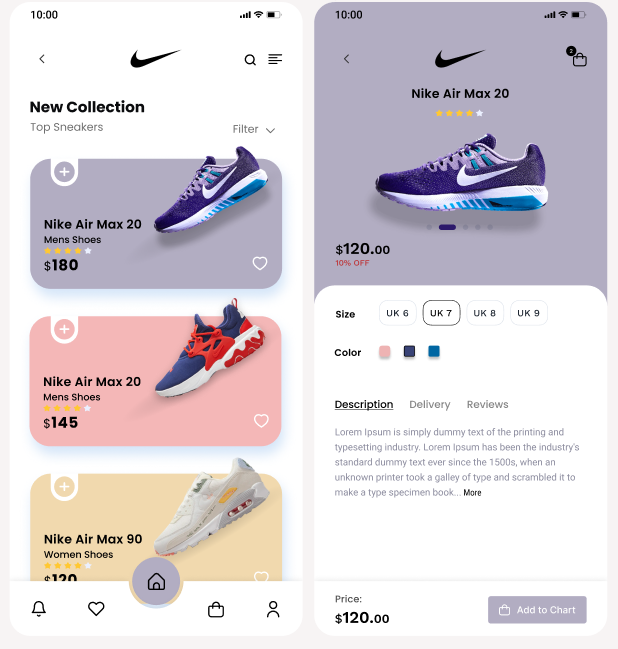 10:00
New Collection
Top Sneakers
Filter
Nike Air Max 20
Mens Shoes
$180
Nike Air Max 20
Mens Shoes
$145
Nike Air Max 90
Women Shoes
$120
10:00
2
Nike Air Max 20
$120.00
10% OFF
Size
UK 6
UK 7
UK 8
UK 9
Color
Description
Delivery
Reviews
Lorem Ipsum is simply dummy text of the printing and
typesetting industry. Lorem Ipsum has been the industry's
standard dummy text ever since the 1500s, when an
unknown printer took a galley of type and scrambled it to
make a type specimen book... More
Price:
$120.00
Add to Chart